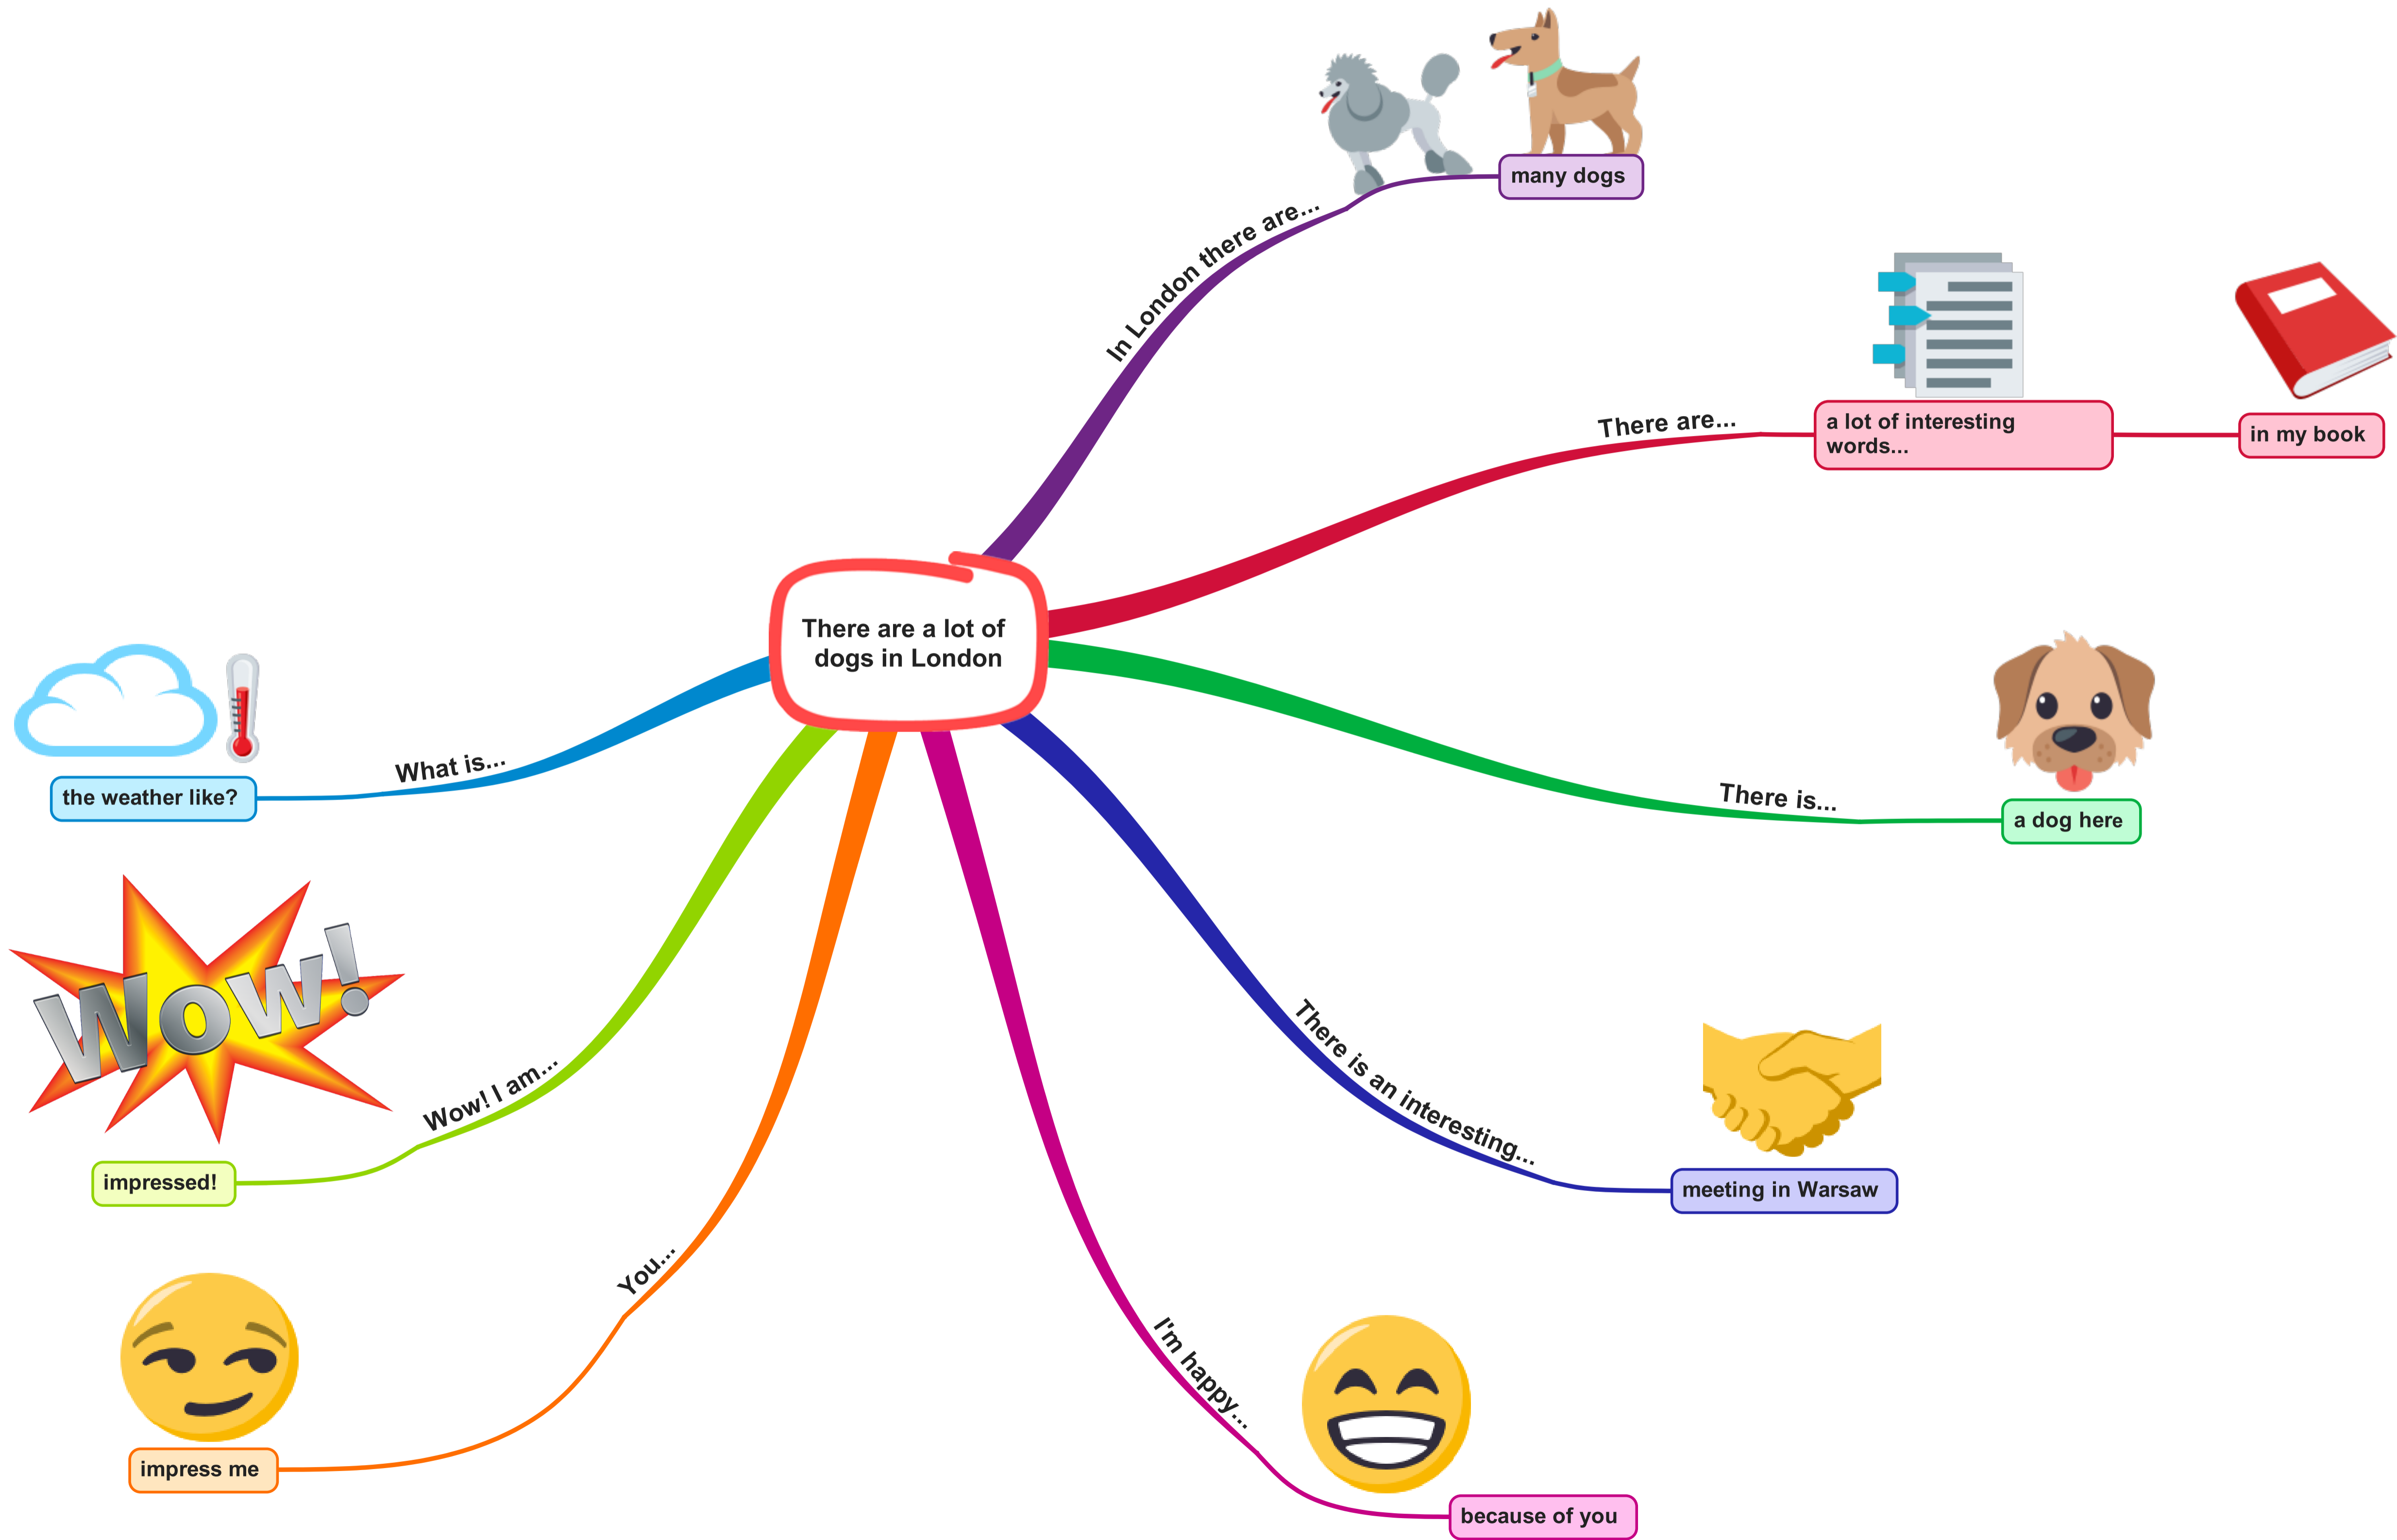 There are a lot of
dogs in London
In London there are...
many dogs
There are...
a lot of interesting
words...
in my book
There is...
a dog here
There is an interesting...
meeting in Warsaw
I'm happy...
because of you
You...
impress me
Wow! I am...
impressed!
Wow!
What is...
the weather like?